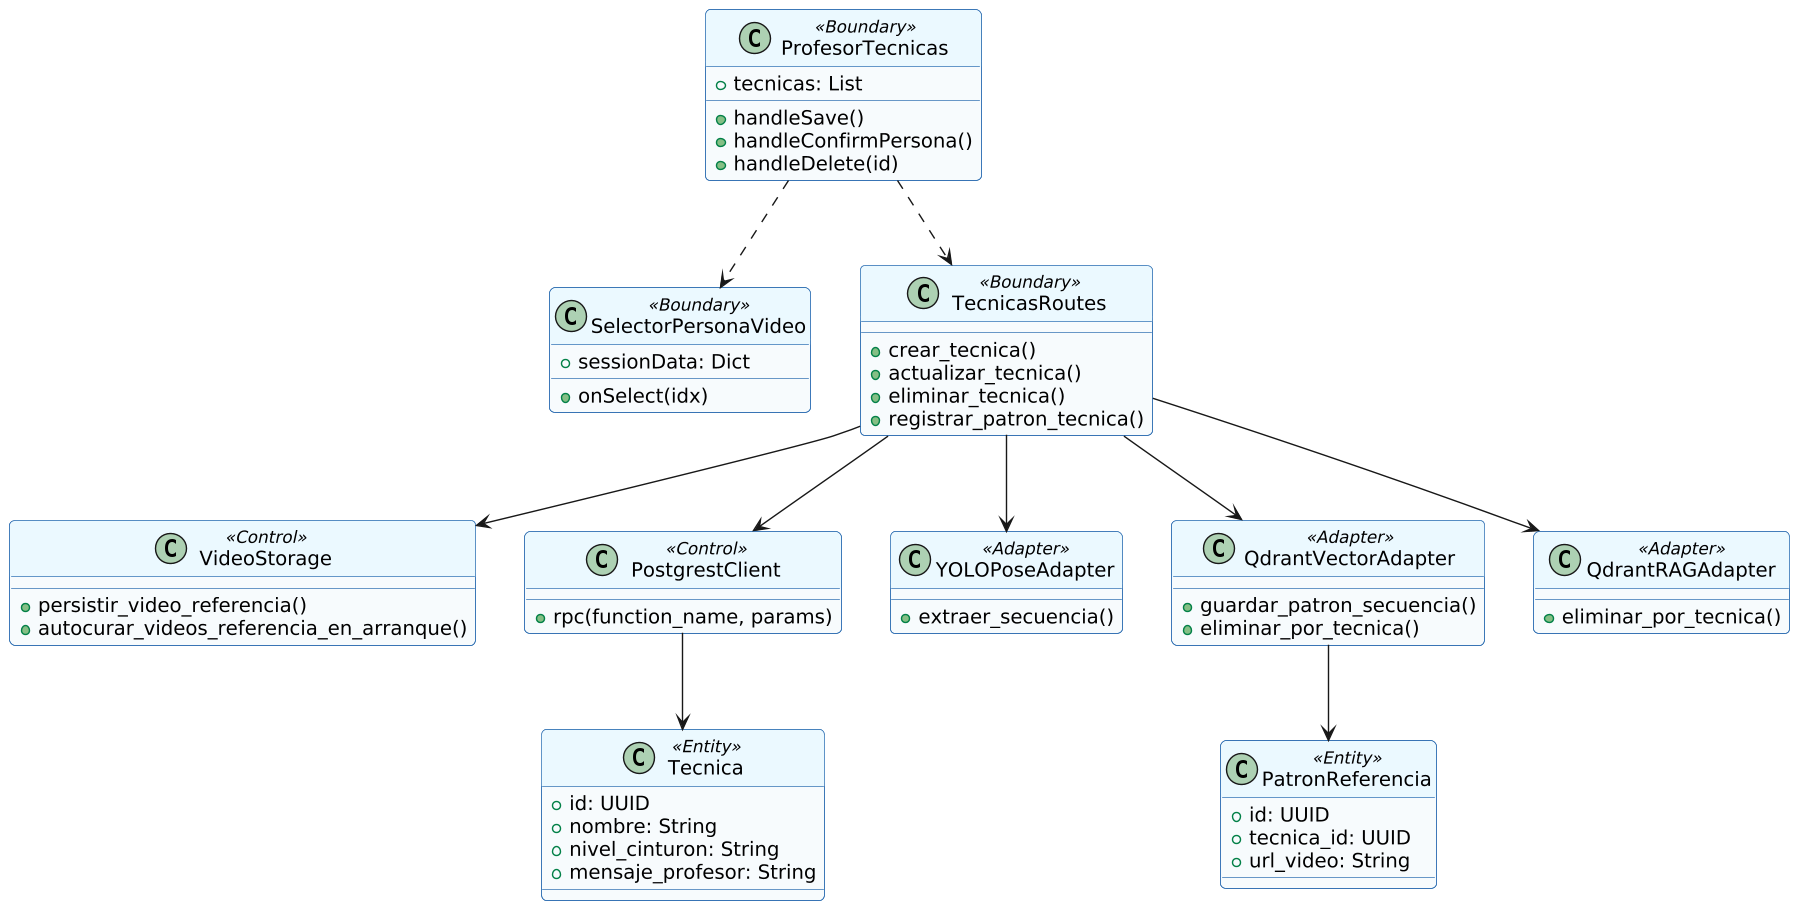 «Boundary»
C
ProfesorTecnicas
tecnicas: List
handleSave()
handleConfirmPersona()
handleDelete(id)
«Boundary»
C
SelectorPersonaVideo
sessionData: Dict
onSelect(idx)
«Boundary»
C
TecnicasRoutes
crear_tecnica()
actualizar_tecnica()
eliminar_tecnica()
registrar_patron_tecnica()
«Control»
C
VideoStorage
persistir_video_referencia()
autocurar_videos_referencia_en_arranque()
«Control»
C
PostgrestClient
rpc(function_name, params)
«Adapter»
C
YOLOPoseAdapter
extraer_secuencia()
«Adapter»
C
QdrantVectorAdapter
guardar_patron_secuencia()
eliminar_por_tecnica()
«Adapter»
C
QdrantRAGAdapter
eliminar_por_tecnica()
«Entity»
C
Tecnica
id: UUID
nombre: String
nivel_cinturon: String
mensaje_profesor: String
«Entity»
C
PatronReferencia
id: UUID
tecnica_id: UUID
url_video: String